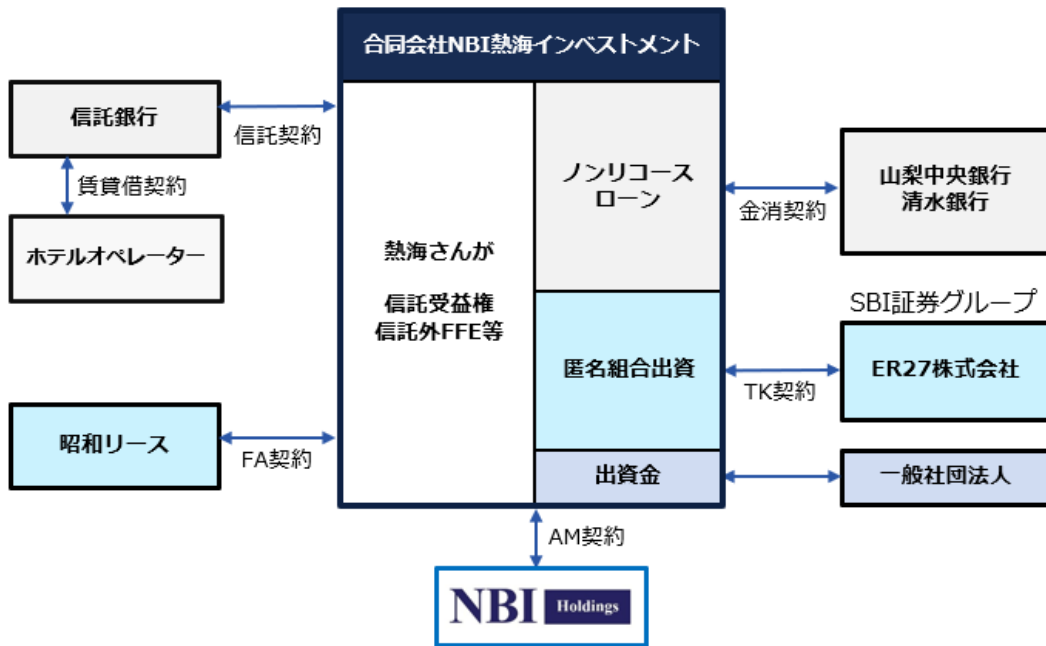 合同会社NBI熱海インベストメント
信託銀行
信託契約
賃貸借契約
ホテルオペレーター
熱海さんが
信託受益権
信託外FFE等
ノンリコース
ローン
金消契約
山梨中央銀行
清水銀行
SBI証券グループ
匿名組合出資
TK契約
ER27株式会社
昭和リース
FA契約
出資金
一般社団法人
AM契約
NBI Holdings